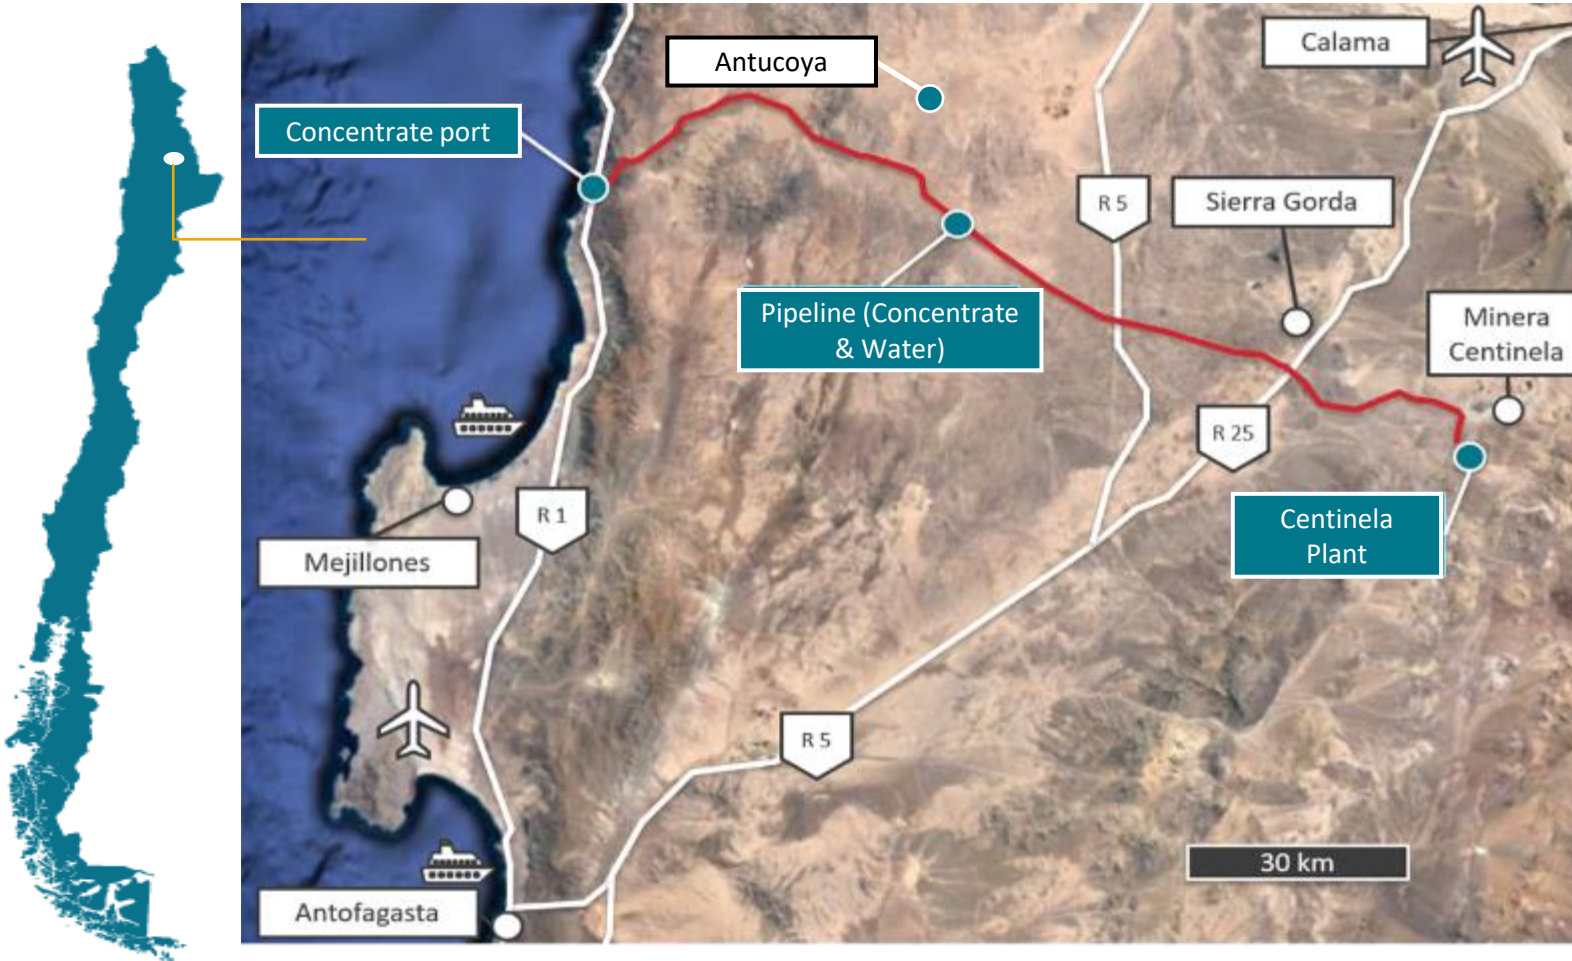 Calama
Antucoya
Concentrate port
R 5
Sierra Gorda
Pipeline (Concentrate
& Water)
Minera
Centinela
R 25
R 1
Centinela
Plant
Mejillones
R 5
30 km
Antofagasta